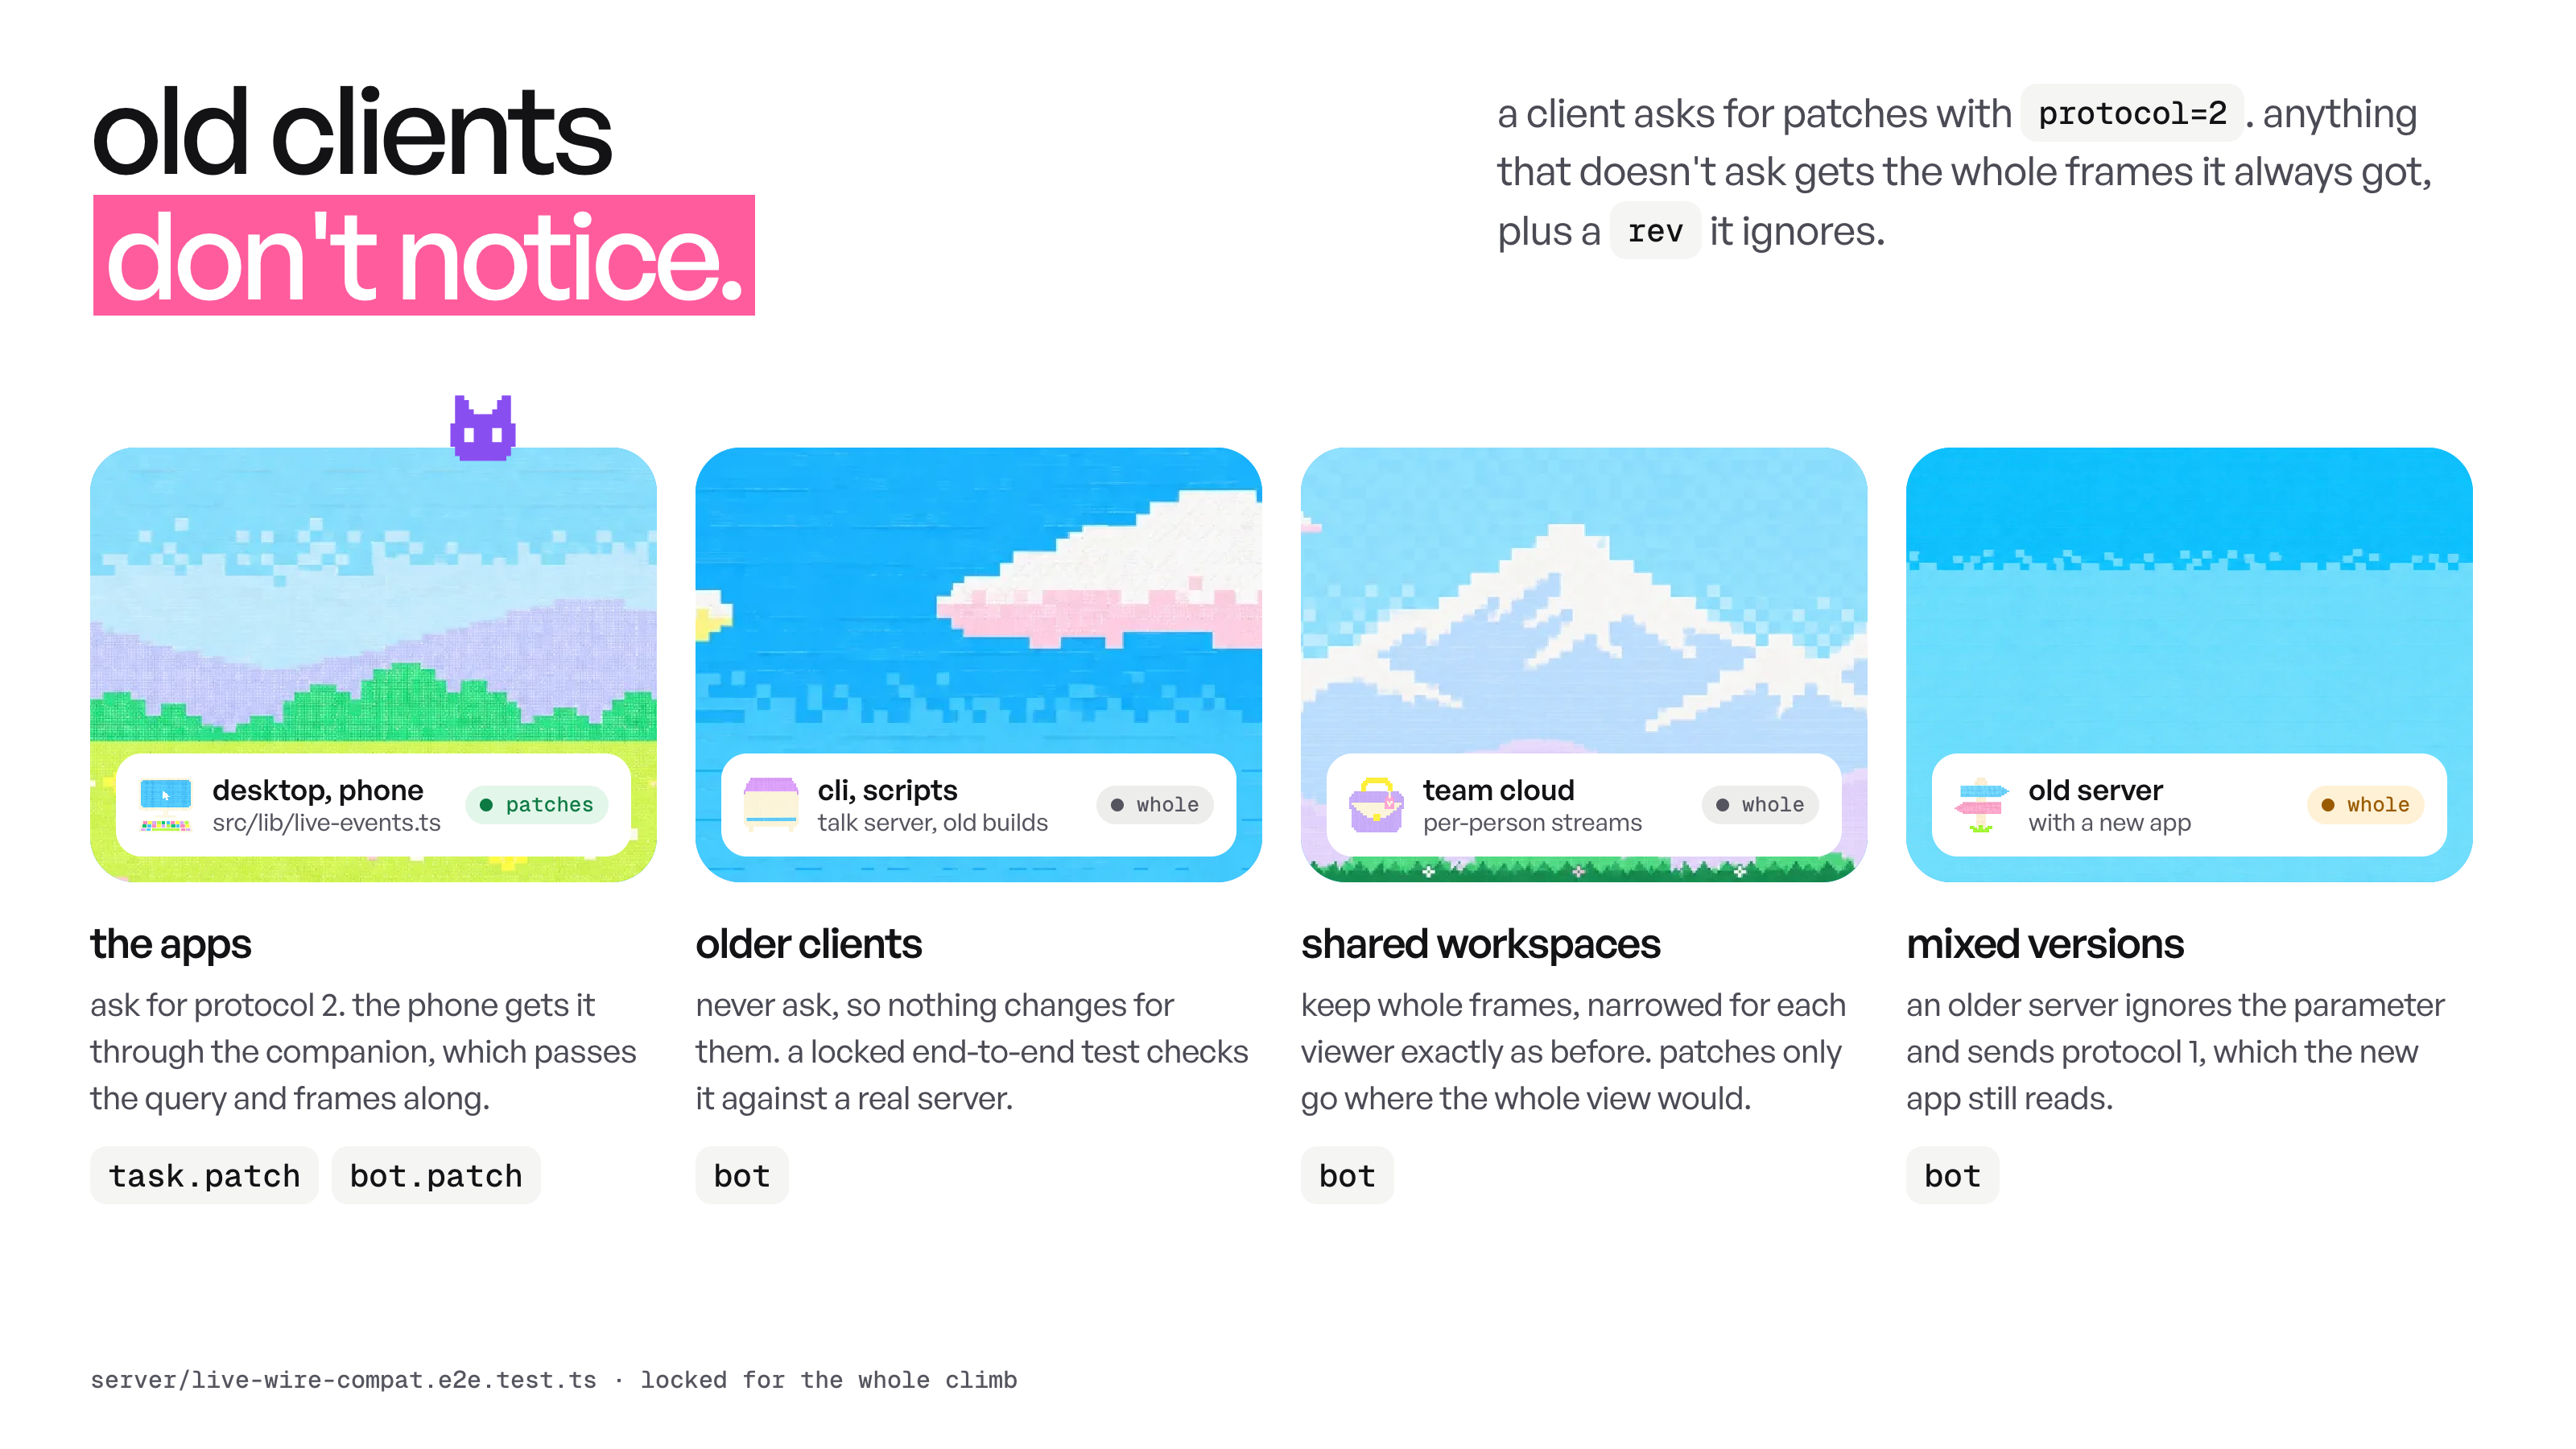 old clients
don't notice.
a client asks for patches with protocol=2. anything
that doesn't ask gets the whole frames it always got,
plus a rev it ignores.
desktop, phone
src/lib/live-events.ts
patches
cli, scripts
talk server, old builds
whole
team cloud
per-person streams
whole
old server
with a new app
whole
the apps
ask for protocol 2. the phone gets it
through the companion, which passes
the query and frames along.
task.patch bot.patch
older clients
never ask, so nothing changes for
them. a locked end-to-end test checks
it against a real server.
bot
shared workspaces
keep whole frames, narrowed for each
viewer exactly as before. patches only
go where the whole view would.
bot
mixed versions
an older server ignores the parameter
and sends protocol 1, which the new
app still reads.
bot
server/live-wire-compat.e2e.test.ts · locked for the whole climb